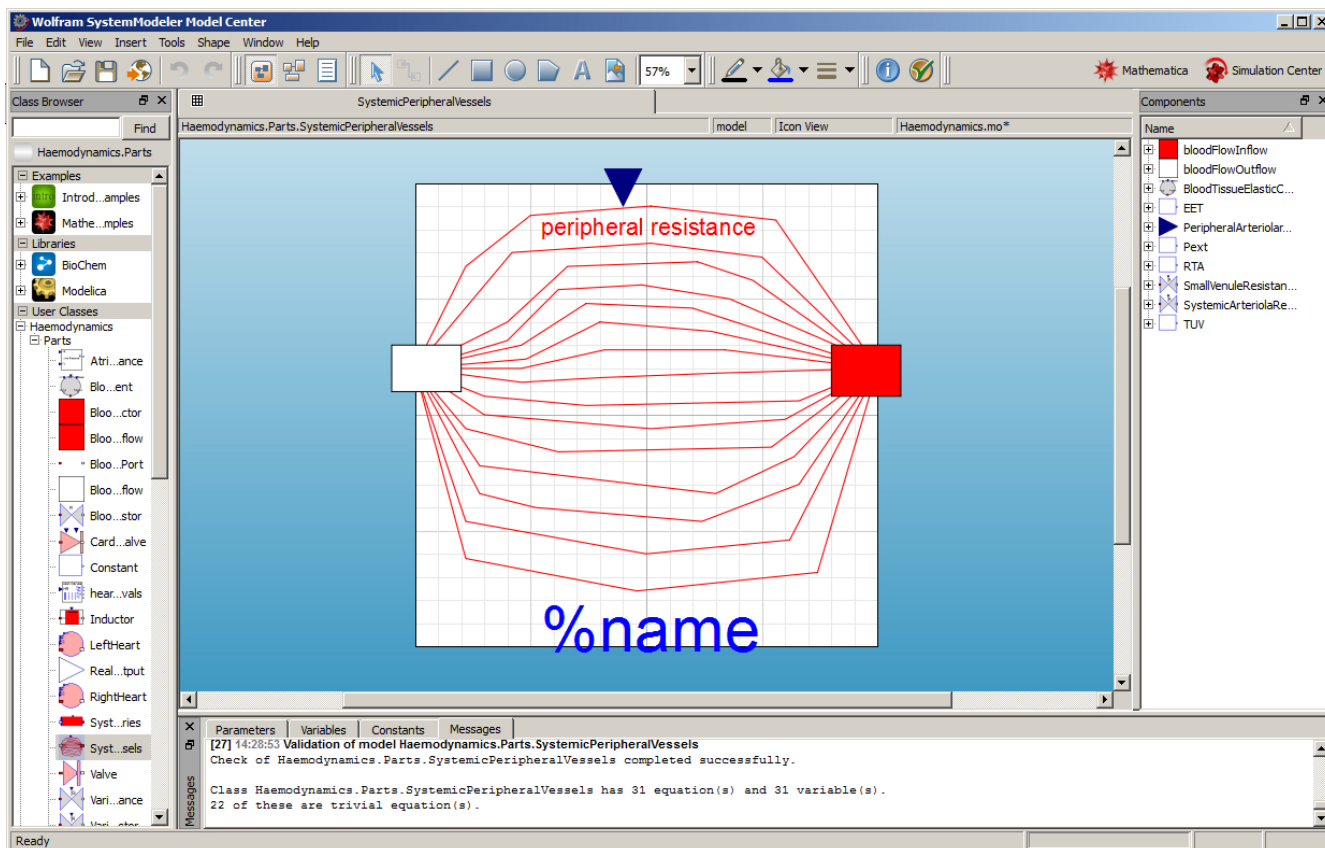 Wolfram SystemModeler Model Center
File Edit View Insert Tools Shape Window Help
57%
Mathematica
Simulation Center
Class Browser
Find
Haemodynamics.Parts
Examples
Introd...amples
Mathe...mples
Libraries
BioChem
Modelica
User Classes
Haemodynamics
Parts
Atri...ance
Blo...ent
Bloo...ctor
Bloo...flow
Bloo...Port
Bloo...flow
Bloo...stor
Card...alve
Constant
hear...vals
Inductor
LeftHeart
Real...tput
RightHeart
Syst...ries
Syst...sels
Valve
Vari...ance
Vari...stor
SystemicPeripheralVessels
Haemodynamics.Parts.SystemicPeripheralVessels
model
Icon View
Haemodynamics.mo*
peripheral resistance
%name
Components
Name
bloodFlowInflow
bloodFlowOutflow
BloodTissueElasticC...
EET
PeripheralArteriolar...
Pext
RTA
SmallVenuleResistan...
SystemicArteriolaRe...
TUV
Parameters Variables Constants Messages
Messages
[27] 14:28:53 Validation of model Haemodynamics.Parts.SystemicPeripheralVessels
Check of Haemodynamics.Parts.SystemicPeripheralVessels completed successfully.
Class Haemodynamics.Parts.SystemicPeripheralVessels has 31 equation(s) and 31 variable(s).
22 of these are trivial equation(s).
Ready